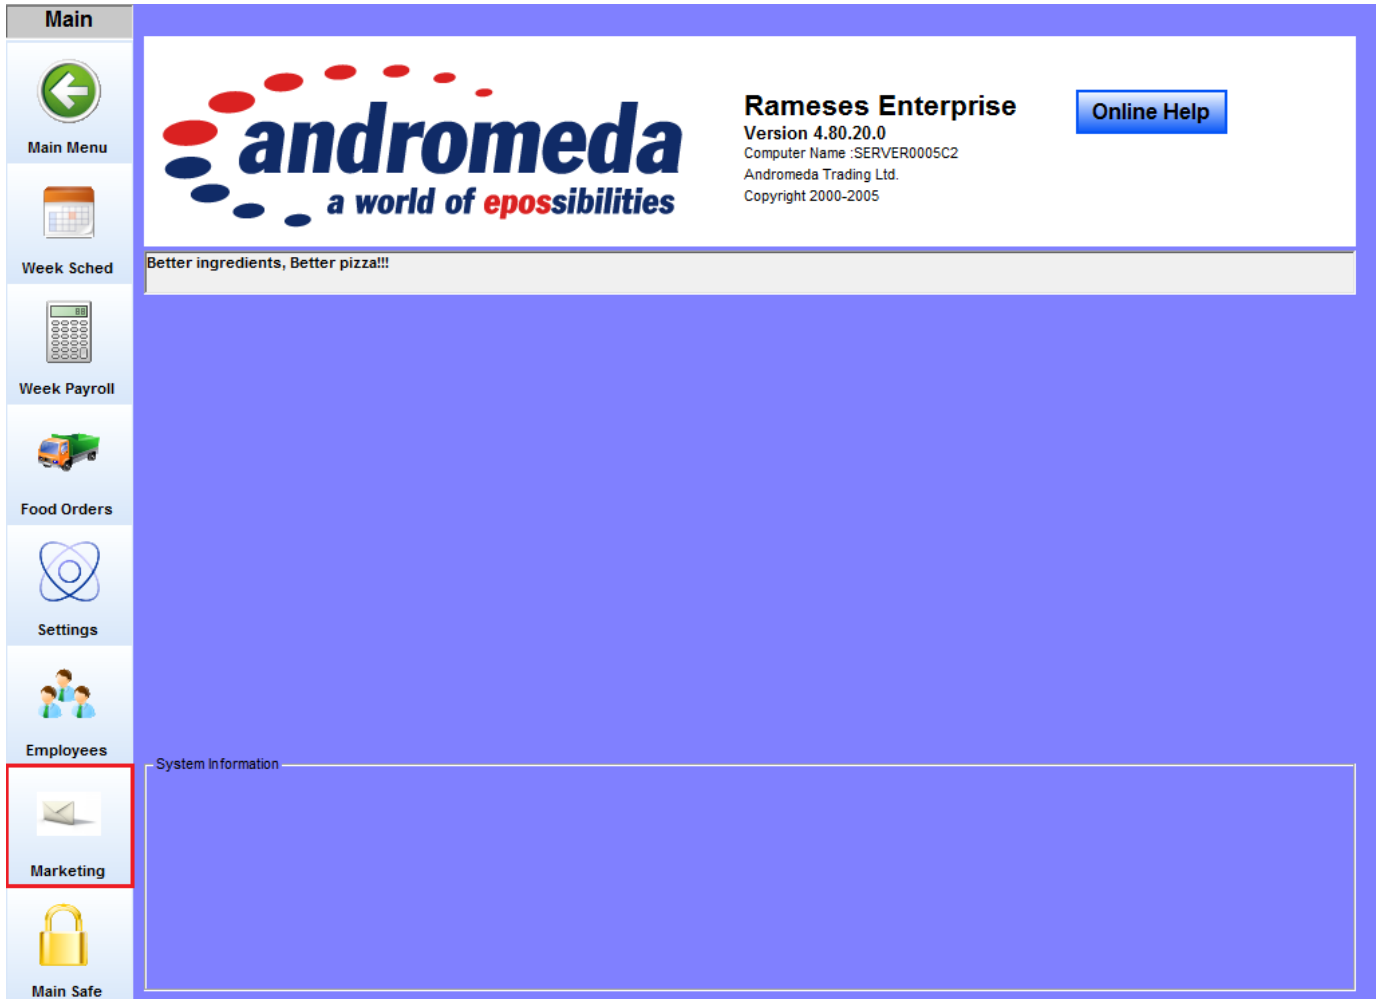 Main
Main Menu
Week Sched
Week Payroll
Food Orders
Settings
Employees
Marketing
Main Safe
andromeda
a world of epossibilities
Rameses Enterprise
Version 4.80.20.0
Computer Name :SERVER0005C2
Andromeda Trading Ltd.
Copyright 2000-2005
Online Help
Better ingredients, Better pizza!!!
System Information